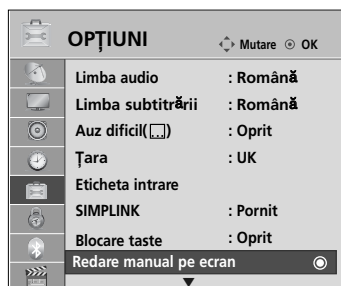 OPȚIUNI Mutare OK
Limba audio : Română
Limba subtitrării : Română
Auz dificil( ) : Oprit
Țara : UK
Eticheta intrare
SIMPLINK : Pornit
Blocare taste : Oprit
Redare manual pe ecran